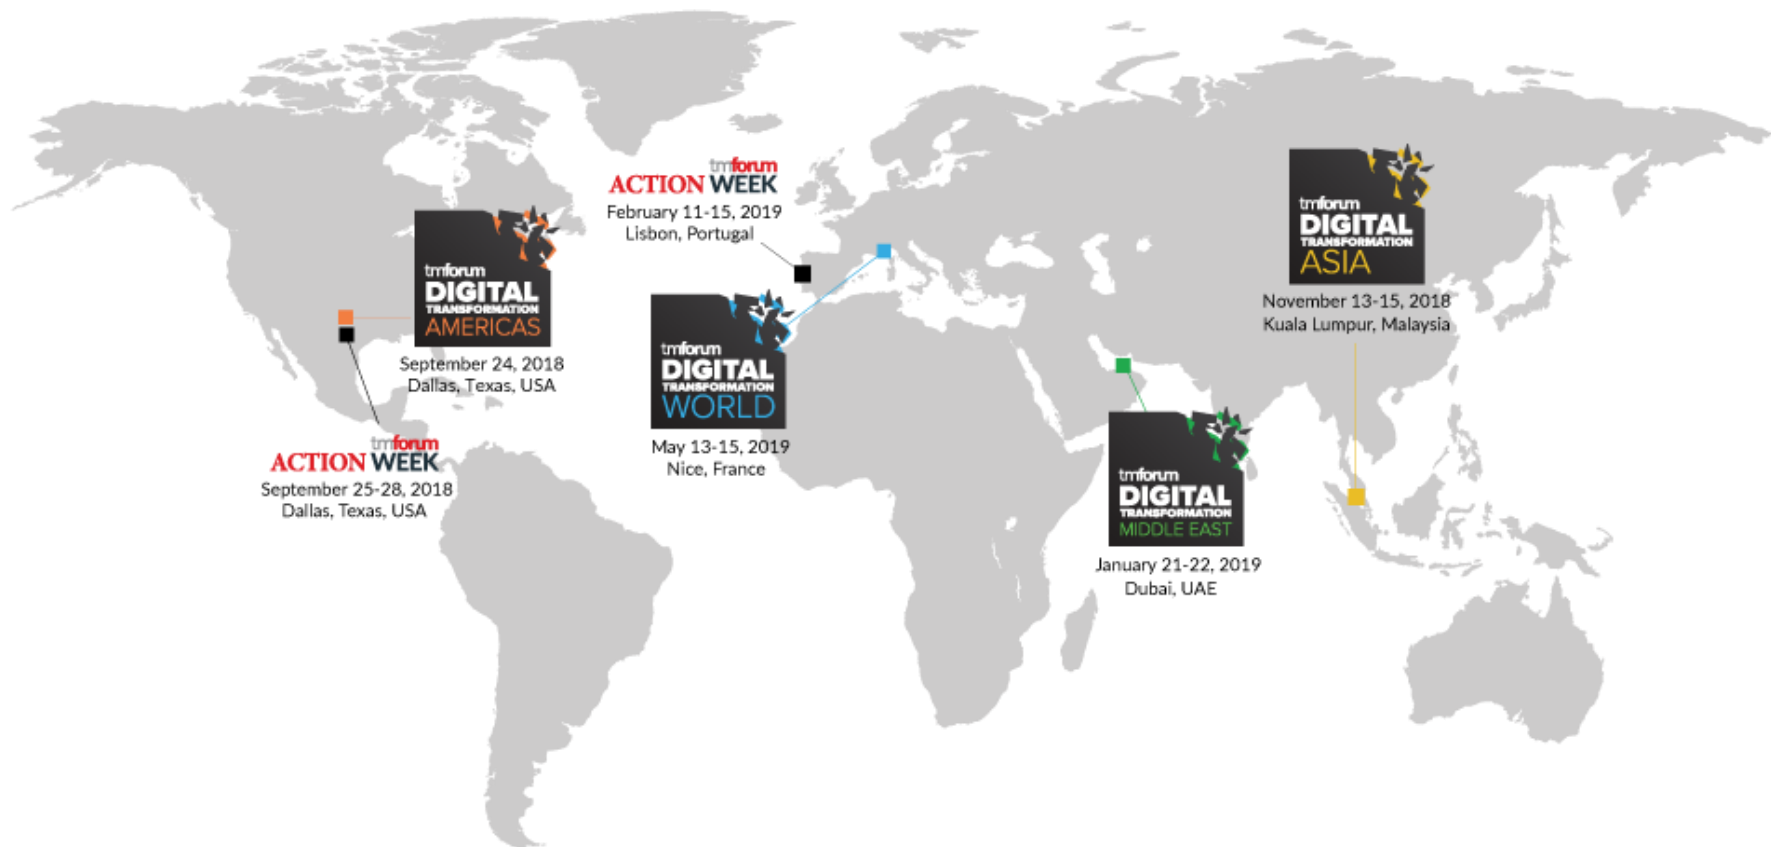 tmforum
DIGITAL
TRANSFORMATION
AMERICAS
September 24, 2018
Dallas, Texas, USA
tmforum
ACTION WEEK
September 25-28, 2018
Dallas, Texas, USA
tmforum
ACTION WEEK
February 11-15, 2019
Lisbon, Portugal
tmforum
DIGITAL
TRANSFORMATION
WORLD
May 13-15, 2019
Nice, France
tmforum
DIGITAL
TRANSFORMATION
MIDDLE EAST
January 21-22, 2019
Dubai, UAE
tmforum
DIGITAL
TRANSFORMATION
ASIA
November 13-15, 2018
Kuala Lumpur, Malaysia